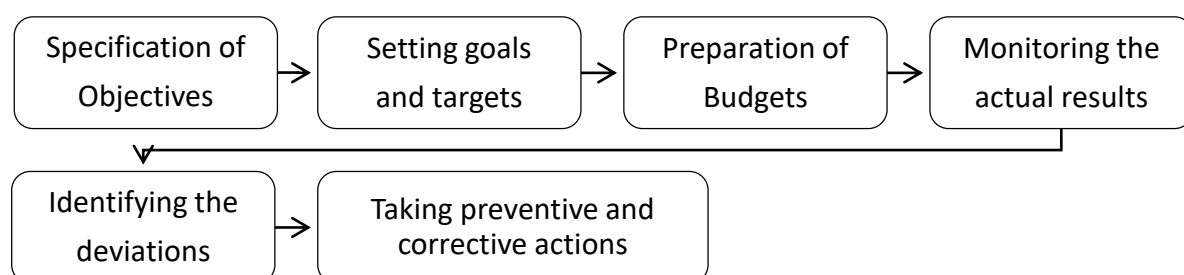 Specification of
Objectives
Setting goals
and targets
Preparation of
Budgets
Monitoring the
actual results
Identifying the
deviations
Taking preventive and
corrective actions